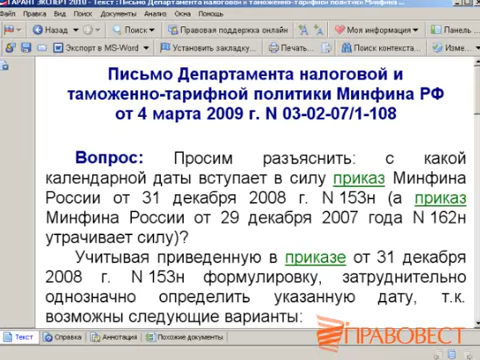 ГАРАНТ ЭКСПЕРТ 2010 - Текст : Письмо Департамента налоговой и таможенно-тарифной политики Минфина
Файл Правка Вид Поиск Документы Анализ Окна Помощь
Назад Поиск Правовая поддержка онлайн Моя информация Панель ...
Экспорт в MS-Word Установить закладку... Печать... Поиск контекста... Изме...
Письмо Департамента налоговой и
таможенно-тарифной политики Минфина РФ
от 4 марта 2009 г. N 03-02-07/1-108
Вопрос: Просим разъяснить: с какой
календарной даты вступает в силу приказ Минфина
России от 31 декабря 2008 г. N 153н (а приказ
Минфина России от 29 декабря 2007 года N 162н
утрачивает силу)?
Учитывая приведенную в приказе от 31 декабря
2008 г. N 153н формулировку, затруднительно
однозначно определить указанную дату, т.к.
возможны следующие варианты:
ПРАВОВЕСТ
Текст Справка Аннотация Похожие документы